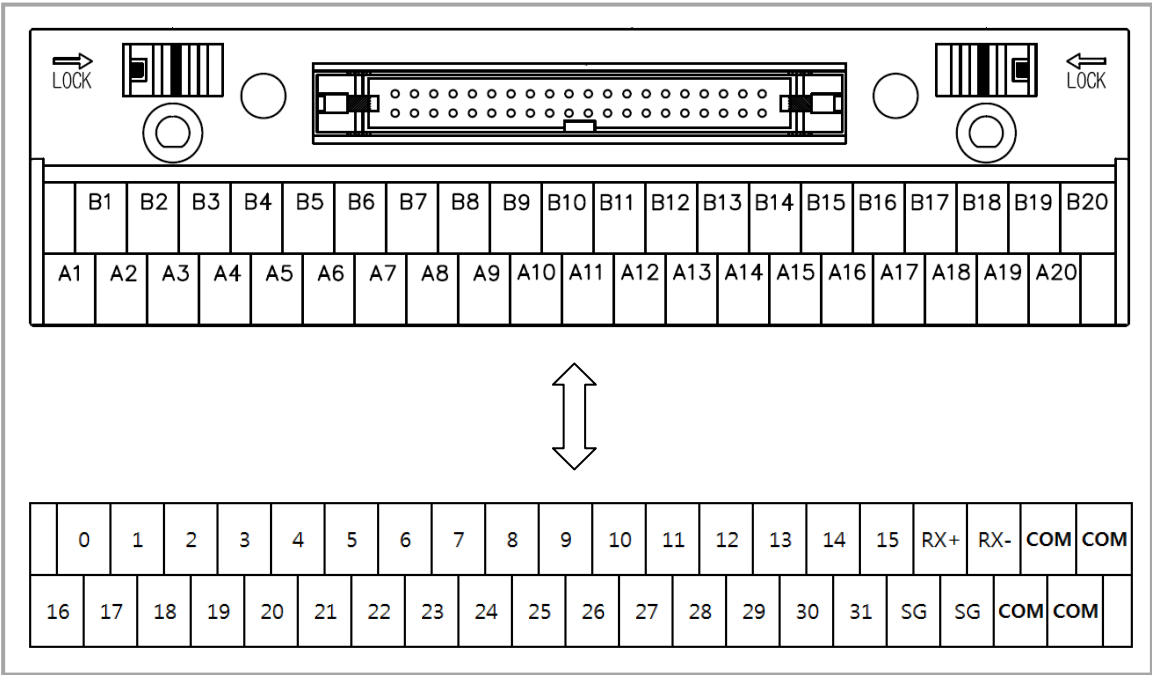 LOCK LOCK
B1 B2 B3 B4 B5 B6 B7 B8 B9 B10 B11 B12 B13 B14 B15 B16 B17 B18 B19 B20
A1 A2 A3 A4 A5 A6 A7 A8 A9 A10 A11 A12 A13 A14 A15 A16 A17 A18 A19 A20
0 1 2 3 4 5 6 7 8 9 10 11 12 13 14 15 RX+ RX- COM COM
16 17 18 19 20 21 22 23 24 25 26 27 28 29 30 31 SG SG COM COM